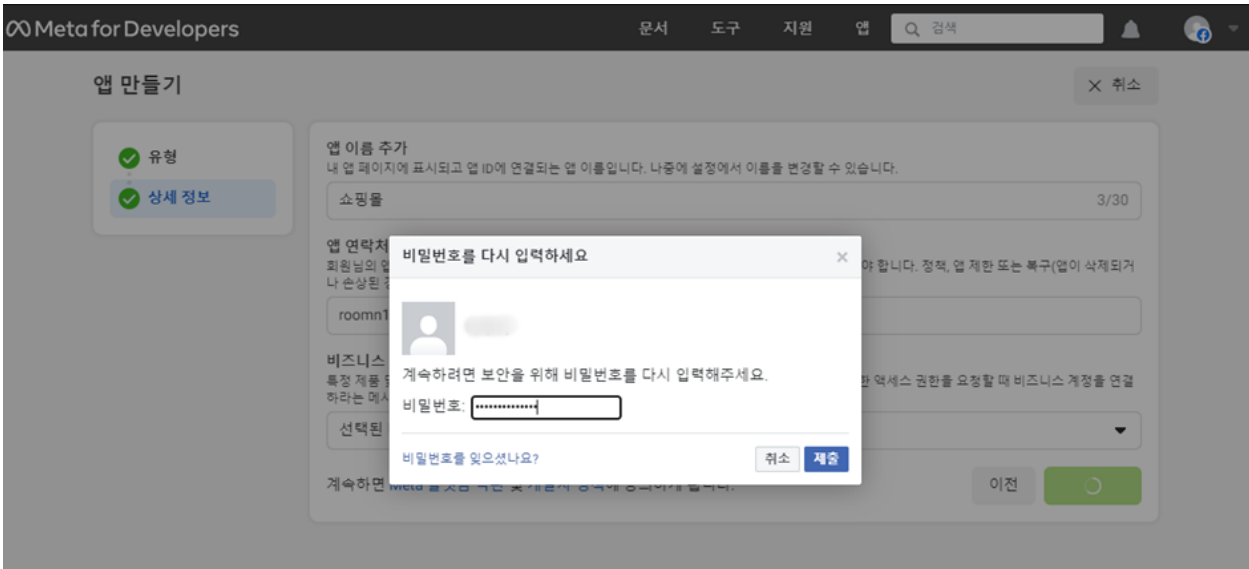 Meta for Developers
문서 도구 지원 앱 검색
앱 만들기
취소
유형
상세 정보
앱 이름 추가
내 앱 페이지에 표시되고 앱 ID에 연결되는 앱 이름입니다. 나중에 설정에서 이름을 변경할 수 있습니다.
쇼핑몰 3/30
앱 연락처
회원님의 앱
야 합니다. 정책, 앱 제한 또는 복구(앱이 삭제되거
나 손상된
roomn1
비즈니스
특정 제품
한 액세스 권한을 요청할 때 비즈니스 계정을 연결
하라는 메시
선택된
비밀번호를 다시 입력하세요
계속하려면 보안을 위해 비밀번호를 다시 입력해주세요.
비밀번호: ••••••••••••••
비밀번호를 잊으셨나요?
취소 제출
계속하면
이전